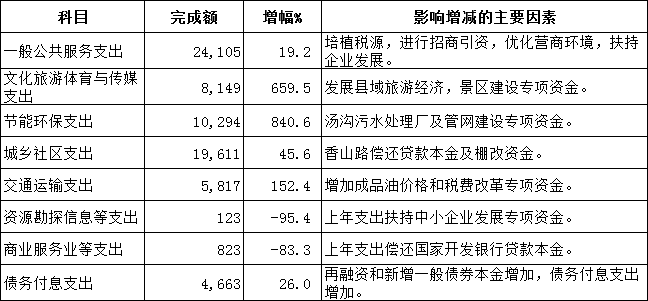 科目 完成额 增幅% 影响增减的主要因素
一般公共服务支出 24,105 19.2 培植税源，进行招商引资，优化营商环境，扶持
企业发展。
文化旅游体育与传媒
支出 8,149 659.5 发展县域旅游经济，景区建设专项资金。
节能环保支出 10,294 840.6 汤沟污水处理厂及管网建设专项资金。
城乡社区支出 19,611 45.6 香山路偿还贷款本金及棚改资金。
交通运输支出 5,817 152.4 增加成品油价格和税费改革专项资金。
资源勘探信息等支出 123 -95.4 上年支出扶持中小企业发展专项资金。
商业服务业等支出 823 -83.3 上年支出偿还国家开发银行贷款本金。
债务付息支出 4,663 26.0 再融资和新增一般债券本金增加，债务付息支出
增加。